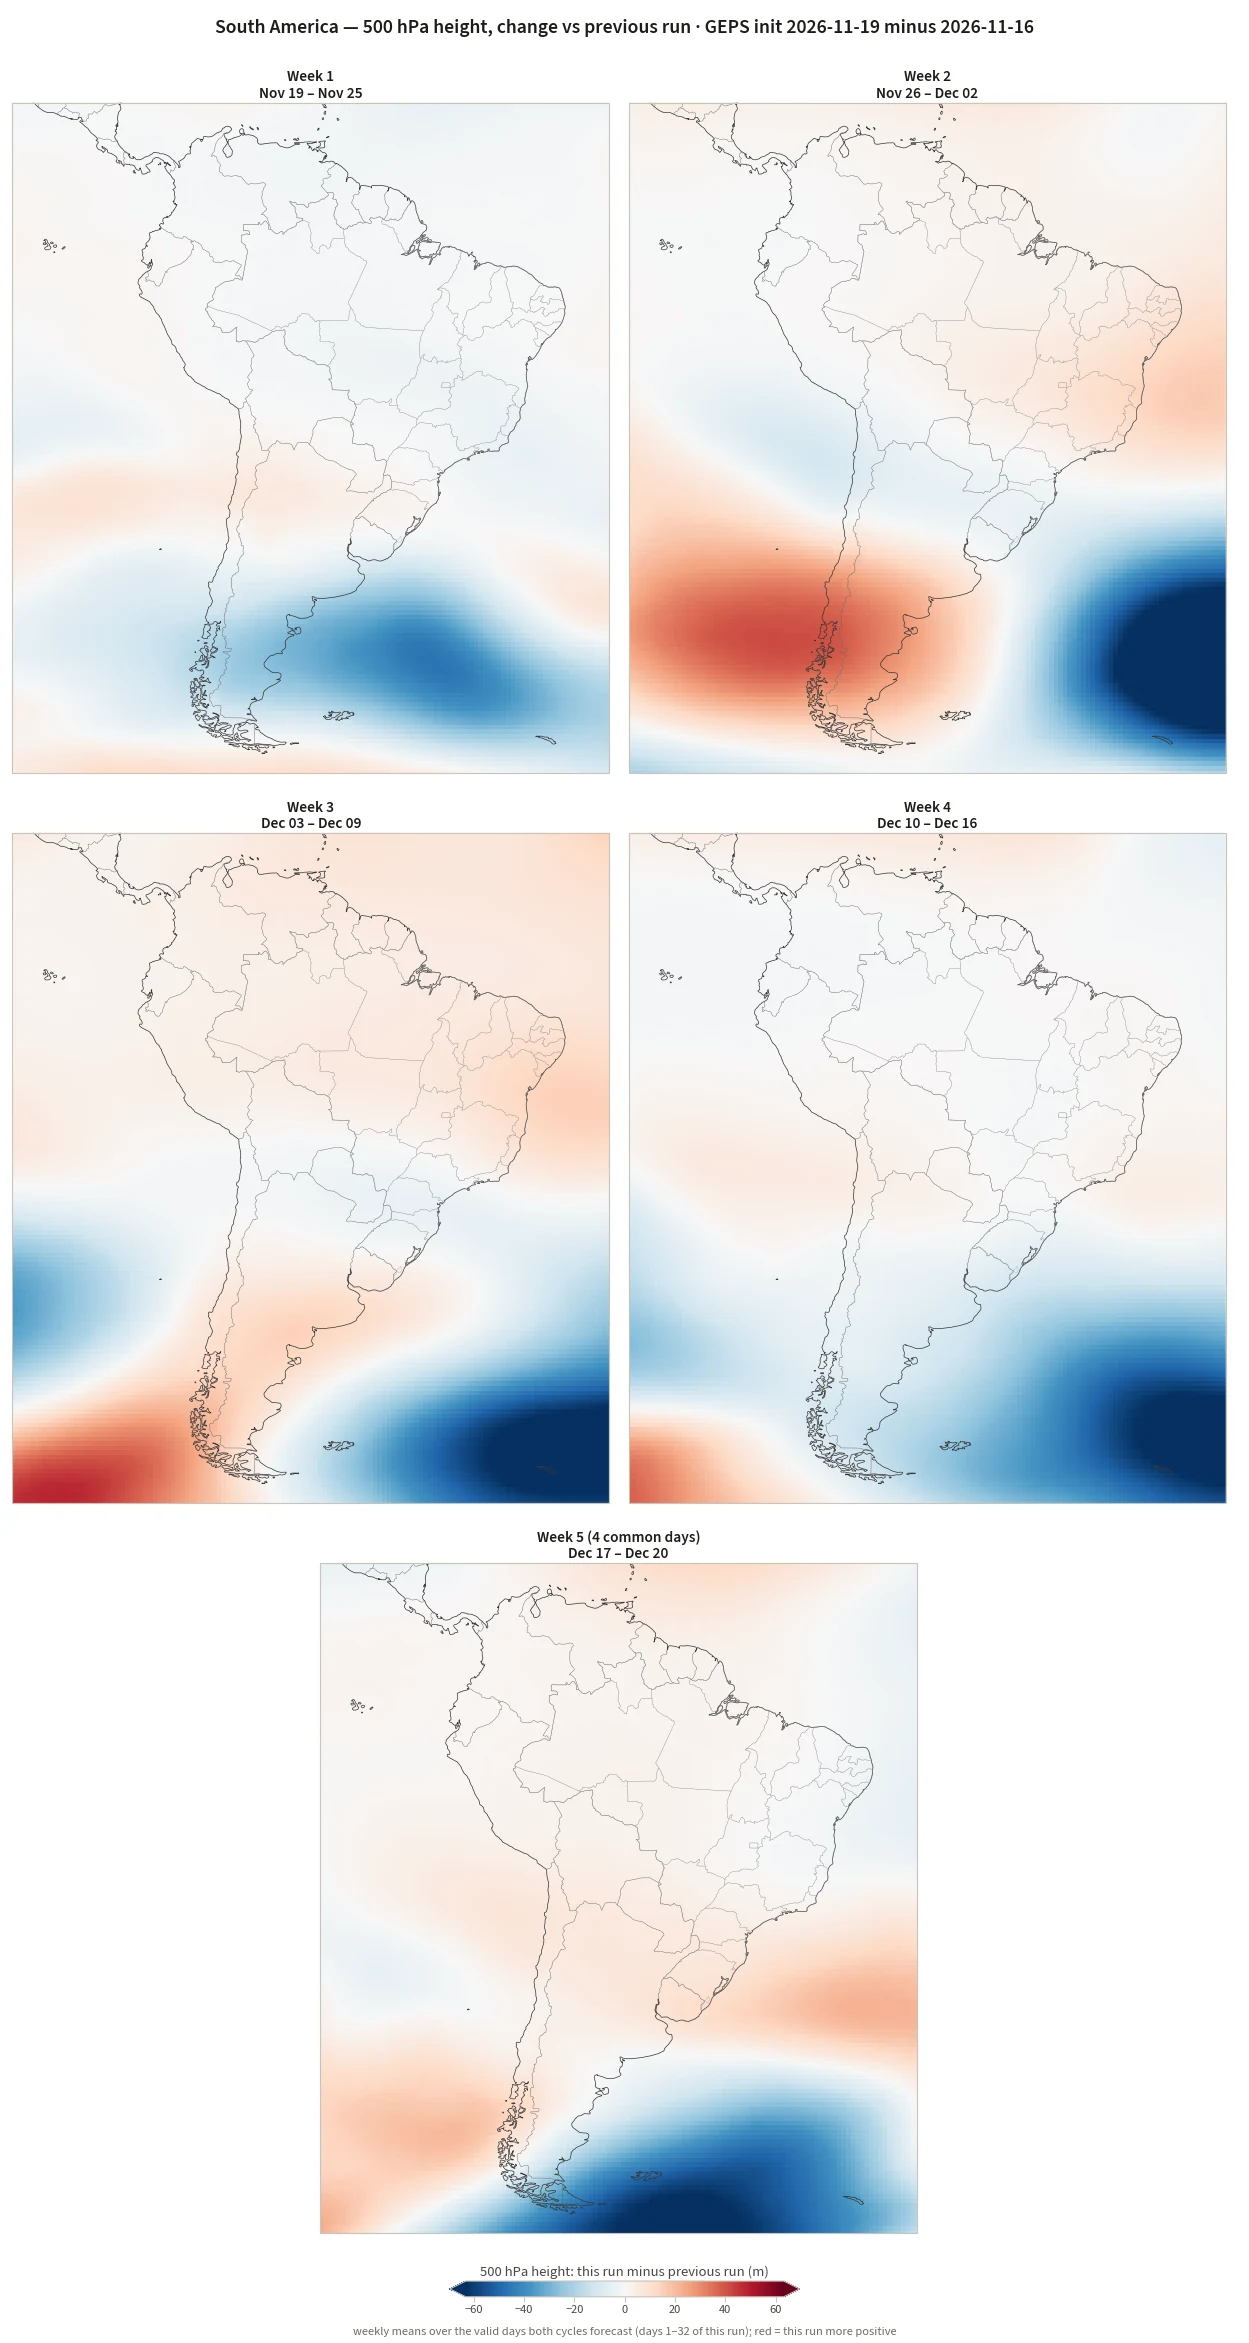 South America — 500 hPa height, change vs previous run · GEPS init 2026-11-19 minus 2026-11-16
Week 1
Nov 19 – Nov 25
Week 2
Nov 26 – Dec 02
Week 3
Dec 03 – Dec 09
Week 4
Dec 10 – Dec 16
Week 5 (4 common days)
Dec 17 – Dec 20
500 hPa height: this run minus previous run (m)
−60 −40 −20 0 20 40 60
weekly means over the valid days both cycles forecast (days 1–32 of this run); red = this run more positive